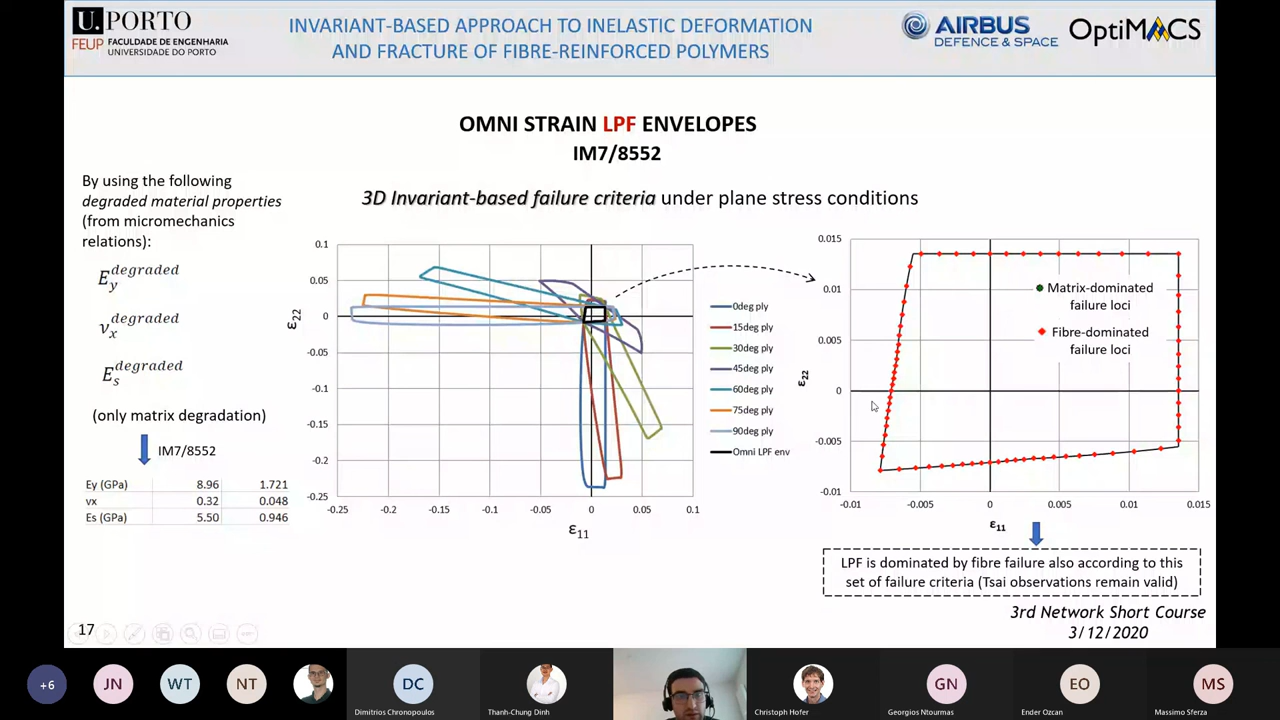 U.PORTO
FEUP FACULDADE DE ENGENHARIA
UNIVERSIDADE DO PORTO
INVARIANT-BASED APPROACH TO INELASTIC DEFORMATION
AND FRACTURE OF FIBRE-REINFORCED POLYMERS
AIRBUS
DEFENCE & SPACE
OptiMACS
OMNI STRAIN LPF ENVELOPES
IM7/8552
By using the following
degraded material properties
(from micromechanics
relations):
E_y^degraded
ν_x^degraded
E_s^degraded
(only matrix degradation)
IM7/8552
Ey (GPa) 8.96 1.721
νx 0.32 0.048
Es (GPa) 5.50 0.946
3D Invariant-based failure criteria under plane stress conditions
0.1
0.05
0
-0.05
-0.1
-0.15
-0.2
-0.25
ε22
-0.25 -0.2 -0.15 -0.1 -0.05 0 0.05 0.1
ε11
0deg ply
15deg ply
30deg ply
45deg ply
60deg ply
75deg ply
90deg ply
Omni LPF env
0.015
0.01
0.005
0
-0.005
-0.01
ε22
-0.01 -0.005 0 0.005 0.01 0.015
ε11
Matrix-dominated
failure loci
Fibre-dominated
failure loci
LPF is dominated by fibre failure also according to this
set of failure criteria (Tsai observations remain valid)
17
3rd Network Short Course
3/12/2020
+6
JN
WT
NT
DC
Dimitrios Chronopoulos
Thanh-Chung Dinh
Christoph Hofer
GN
Georgios Ntourmas
EO
Ender Ozcan
MS
Massimo Sferza